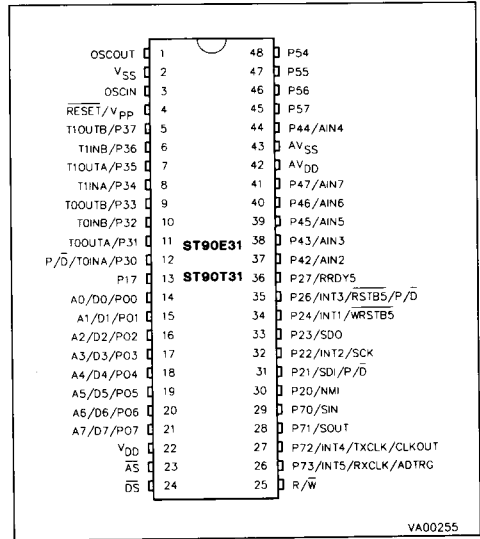 OSCOUT 1 48 P54
VSS 2 47 P55
OSCIN 3 46 P56
RESET/VPP 4 45 P57
T1OUTB/P37 5 44 P44/AIN4
T1INB/P36 6 43 AVSS
T1OUTA/P35 7 42 AVDD
T1INA/P34 8 41 P47/AIN7
T0OUTB/P33 9 40 P46/AIN6
T0INB/P32 10 39 P45/AIN5
T0OUTA/P31 11 ST90E31 38 P43/AIN3
P/D̅/T0INA/P30 12 37 P42/AIN2
P17 13 ST90T31 36 P27/RRDY5
A0/D0/P00 14 35 P26/INT3/R̅S̅T̅B̅5̅/P/D̅
A1/D1/P01 15 34 P24/INT1/W̅R̅S̅T̅B̅5̅
A2/D2/P02 16 33 P23/SDO
A3/D3/P03 17 32 P22/INT2/SCK
A4/D4/P04 18 31 P21/SDI/P/D̅
A5/D5/P05 19 30 P20/NMI
A6/D6/P06 20 29 P70/SIN
A7/D7/P07 21 28 P71/SOUT
VDD 22 27 P72/INT4/TXCLK/CLKOUT
A̅S̅ 23 26 P73/INT5/RXCLK/ADTRG
D̅S̅ 24 25 R/W̅
VA00255